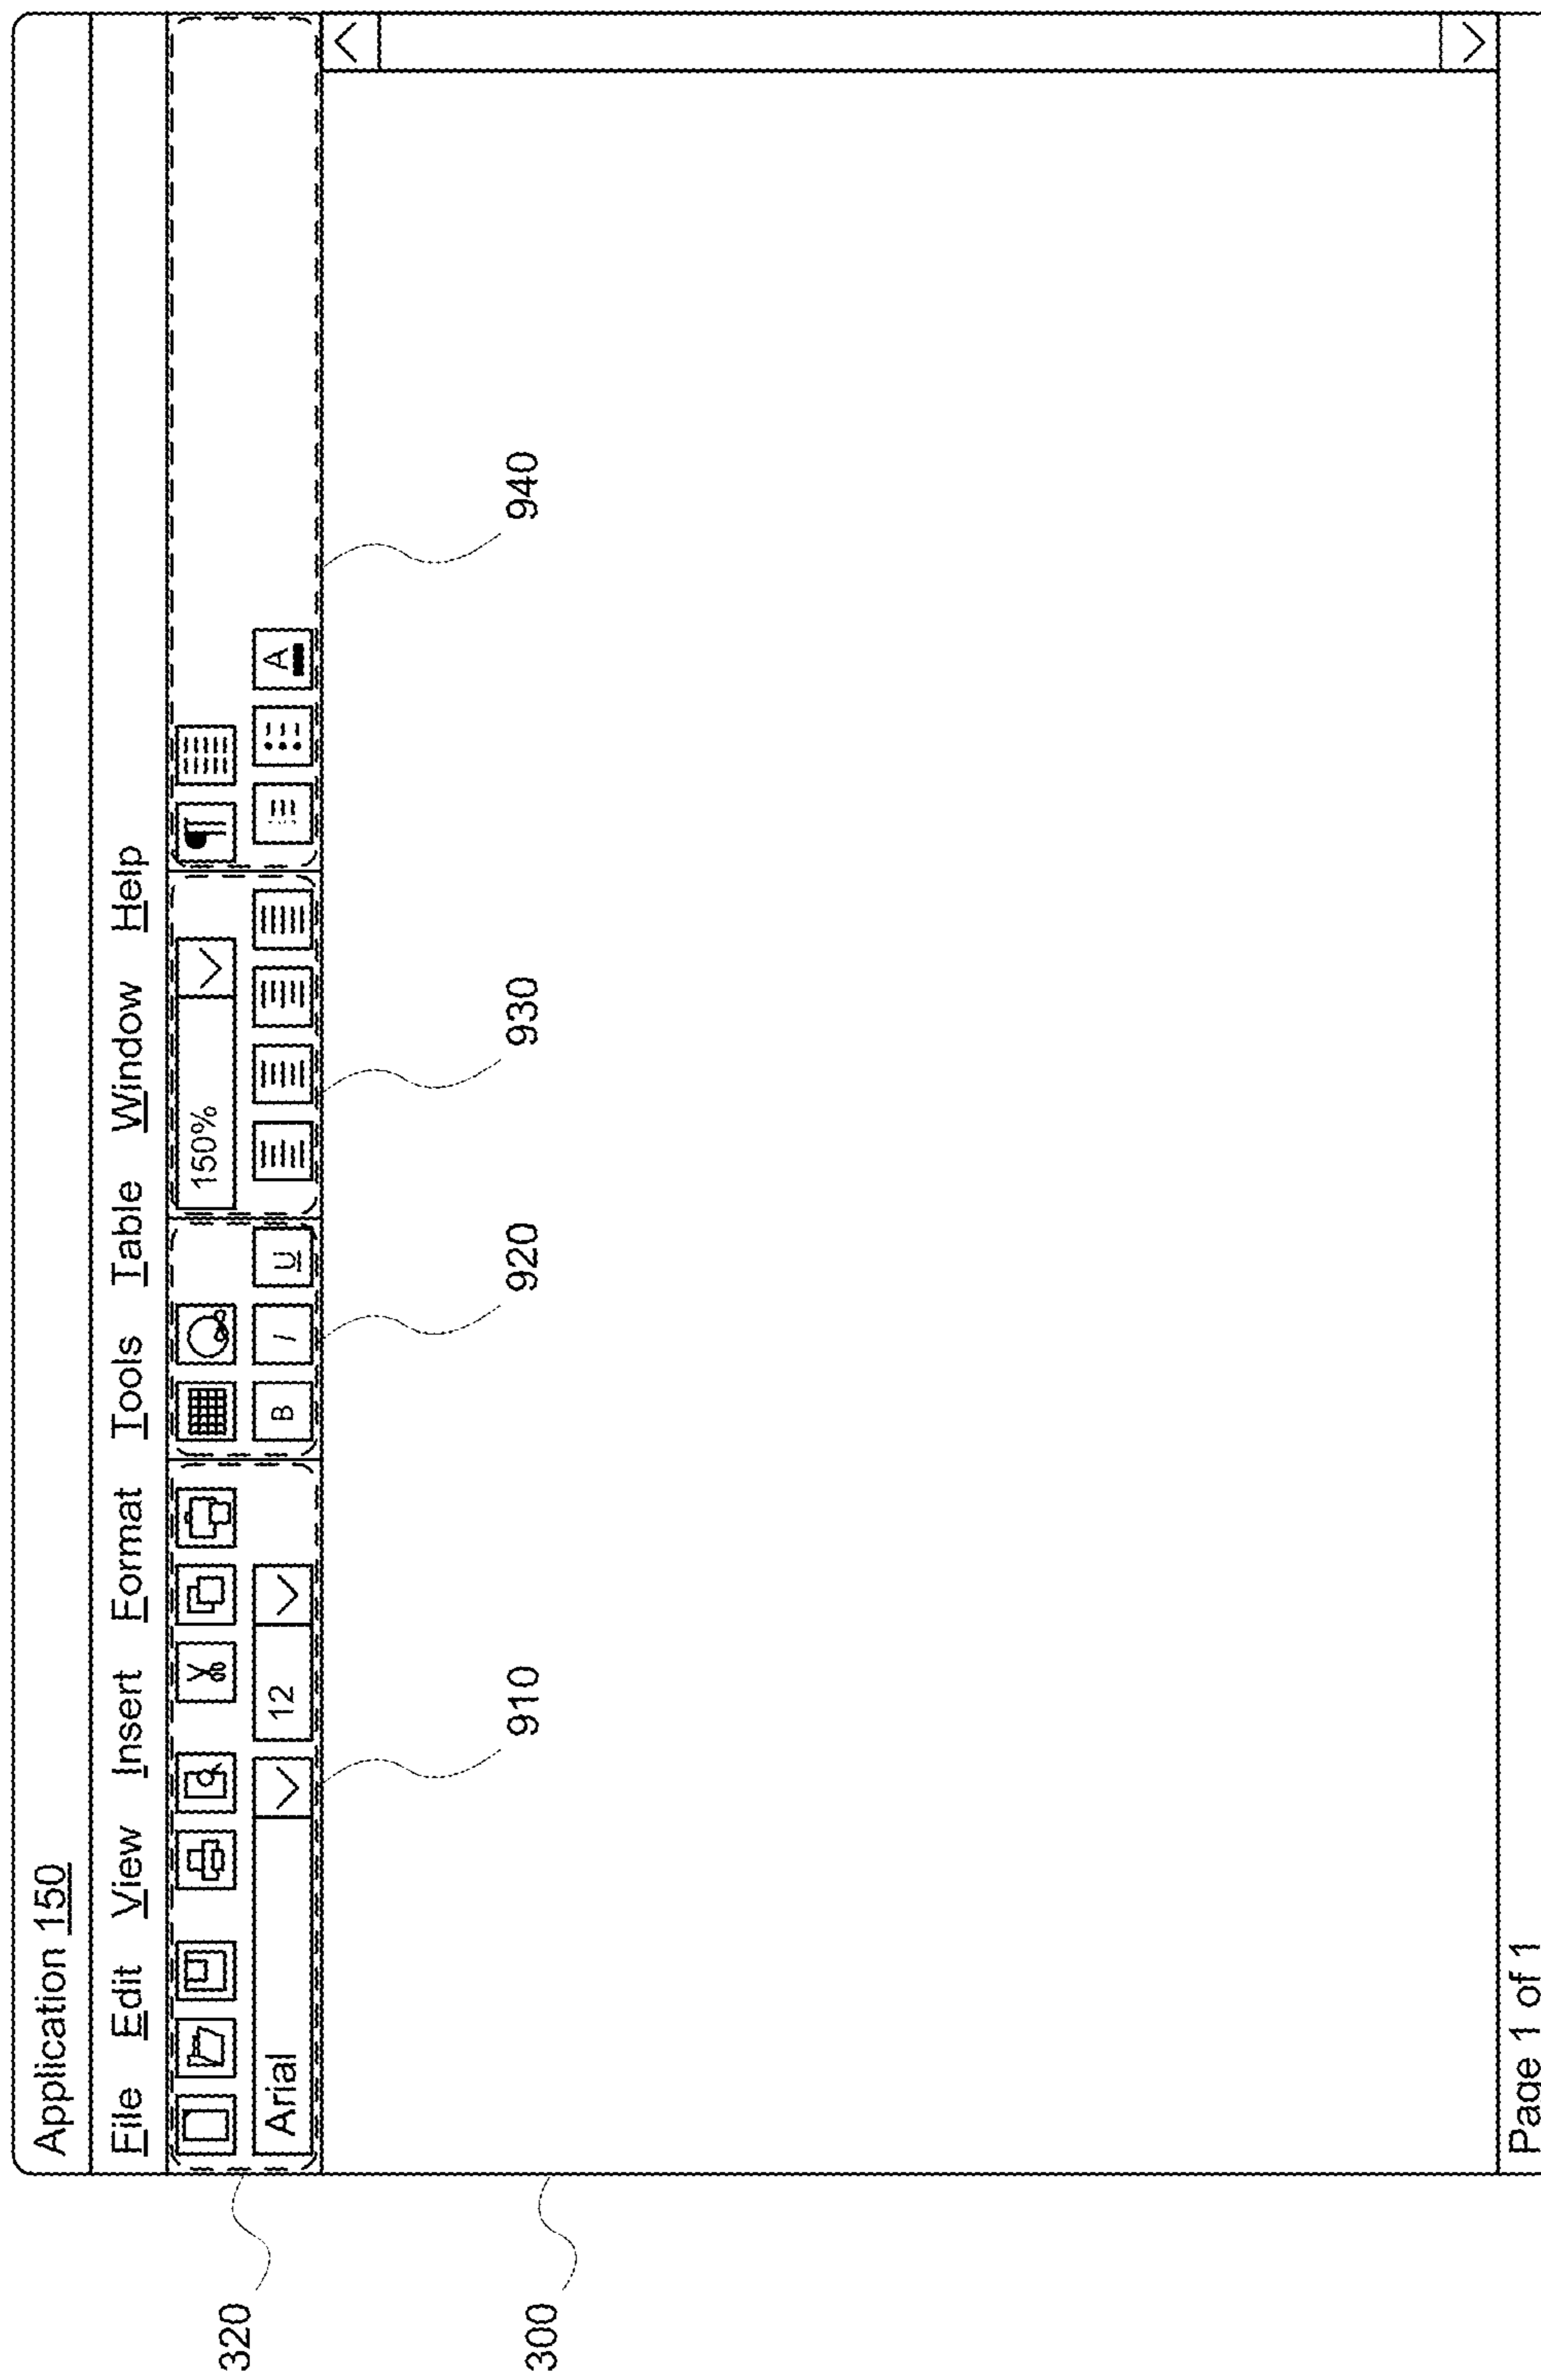 Application 150
File Edit View Insert Format Tools Table Window Help
150%
Arial 12 B I U A
320
910 920 930 940
300
Page 1 of 1